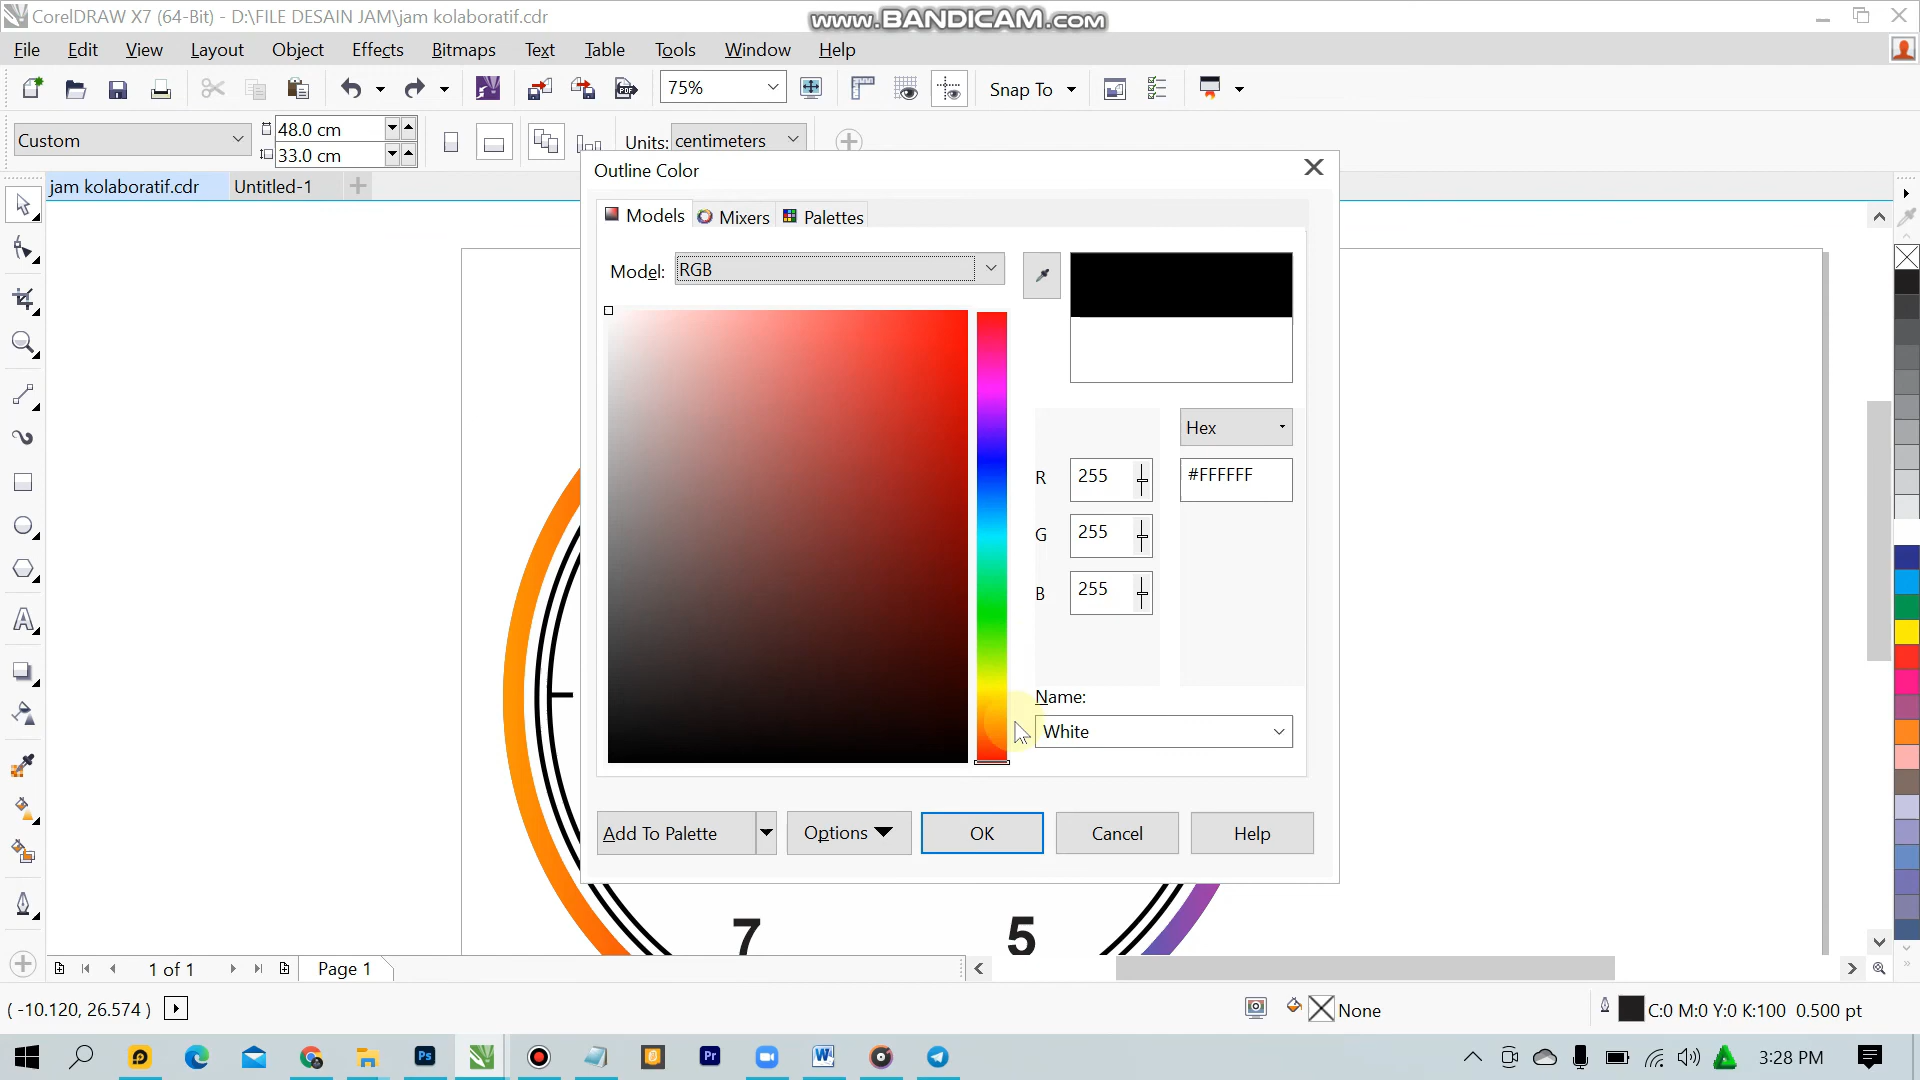 CorelDRAW X7 (64-Bit) - D:\FILE DESAIN JAM\jam kolaboratif.cdr
www.BANDICAM.com
File Edit View Layout Object Effects Bitmaps Text Table Tools Window Help
PDF 75% Snap To
Custom 48.0 cm 33.0 cm Units: centimeters
jam kolaboratif.cdr Untitled-1
Outline Color
Models Mixers Palettes
Model: RGB
Hex
R 255 #FFFFFF
G 255
B 255
Name:
White
Add To Palette Options OK Cancel Help
7 5
1 of 1 Page 1
( -10.120, 26.574 ) None C:0 M:0 Y:0 K:100 0.500 pt
Ps Pr W 3:28 PM